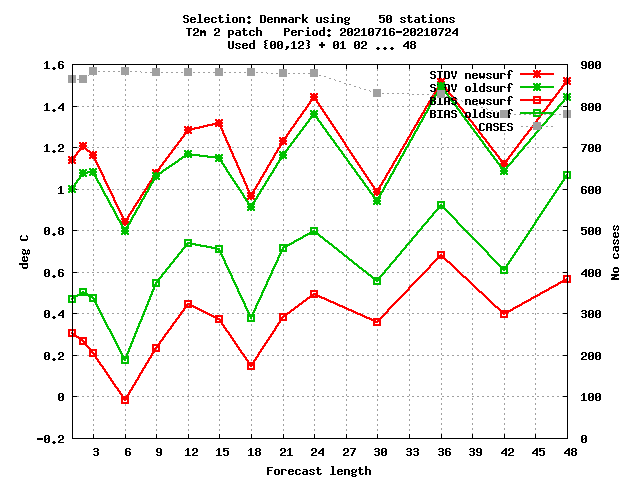 Selection: Denmark using    50 stations
T2m 2 patch   Period: 20210716-20210724
Used {00,12} + 01 02 ... 48
STDV newsurf
STDV oldsurf
BIAS newsurf
BIAS oldsurf
CASES
1.6
1.4
1.2
1
0.8
0.6
0.4
0.2
0
-0.2
deg C
900
800
700
600
500
400
300
200
100
0
No cases
3 6 9 12 15 18 21 24 27 30 33 36 39 42 45 48
Forecast length